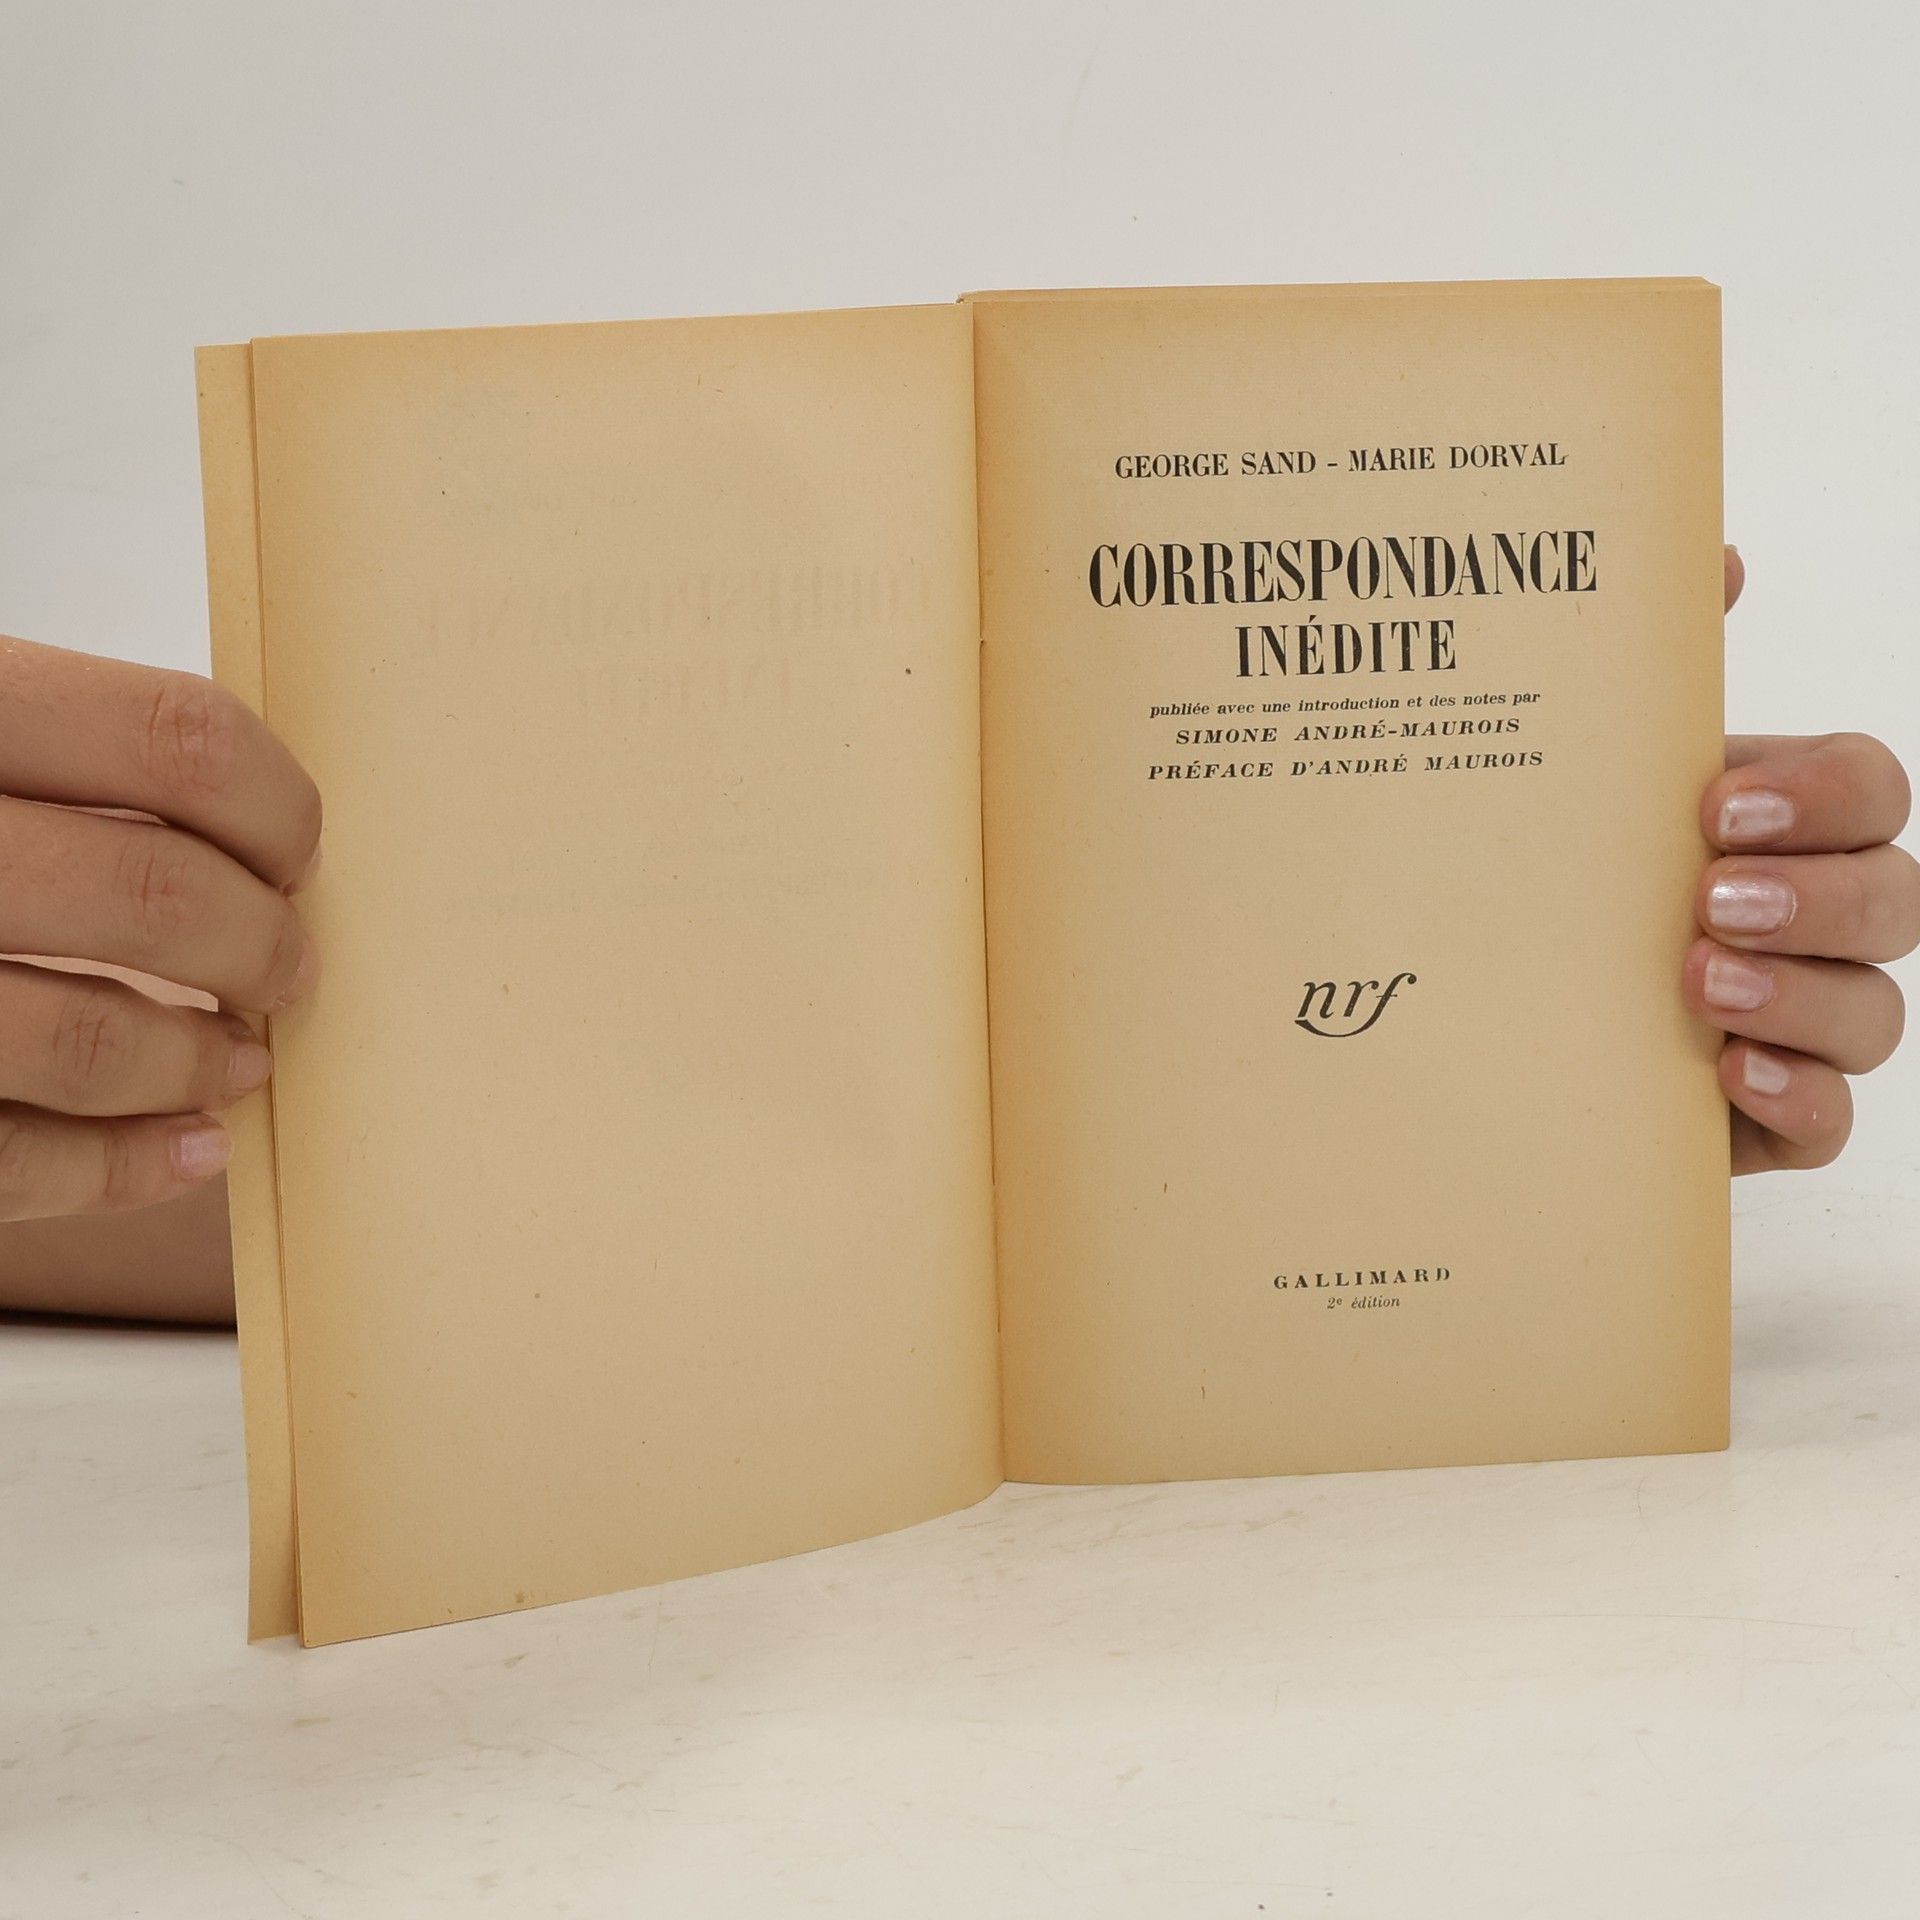 GEORGE SAND - MARIE DORVAL
CORRESPONDANCE
INÉDITE
publiée avec une introduction et des notes par
SIMONE ANDRÉ-MAUROIS
PRÉFACE D'ANDRÉ MAUROIS
nrf
GALLIMARD
2e édition